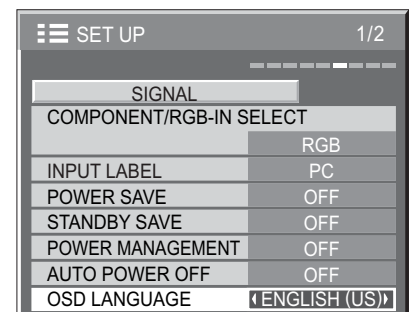 SET UP 1/2
SIGNAL
COMPONENT/RGB-IN SELECT
RGB
INPUT LABEL PC
POWER SAVE OFF
STANDBY SAVE OFF
POWER MANAGEMENT OFF
AUTO POWER OFF OFF
OSD LANGUAGE ENGLISH (US)